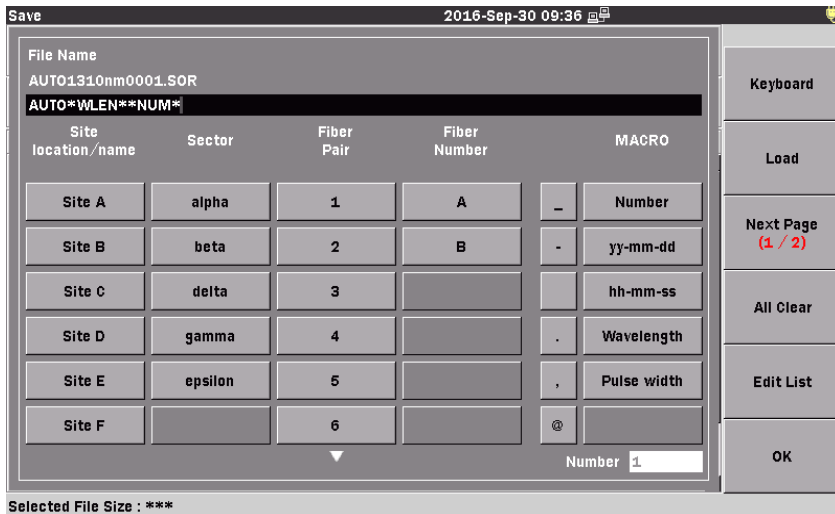 Save 2016-Sep-30 09:36
File Name
AUTO1310nm0001.SOR
AUTO*WLEN**NUM*
Site location/name Sector Fiber Pair Fiber Number MACRO
Site A alpha 1 A _ Number
Site B beta 2 B - yy-mm-dd
Site C delta 3 hh-mm-ss
Site D gamma 4 . Wavelength
Site E epsilon 5 , Pulse width
Site F 6 @
Number 1
Keyboard
Load
Next Page
(1 / 2)
All Clear
Edit List
OK
Selected File Size : ***